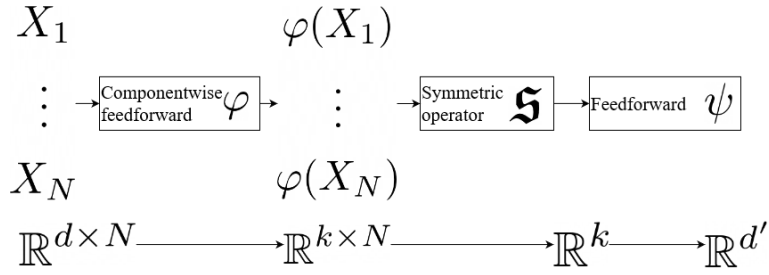 X_1 φ(X_1)
⋮ Componentwise feedforward φ ⋮ Symmetric operator 𝕾 Feedforward ψ
X_N φ(X_N)
ℝ^{d×N} ℝ^{k×N} ℝ^k ℝ^{d'}